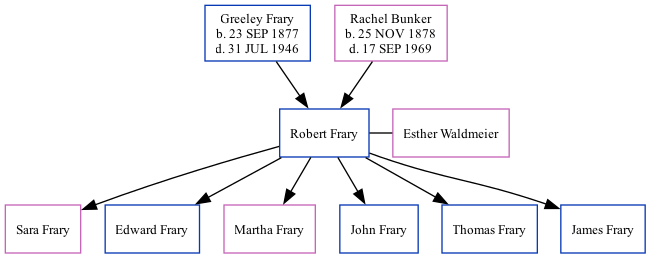 Greeley Frary
b. 23 SEP 1877
d. 31 JUL 1946
Rachel Bunker
b. 25 NOV 1878
d. 17 SEP 1969
Robert Frary
Esther Waldmeier
Sara Frary
Edward Frary
Martha Frary
John Frary
Thomas Frary
James Frary